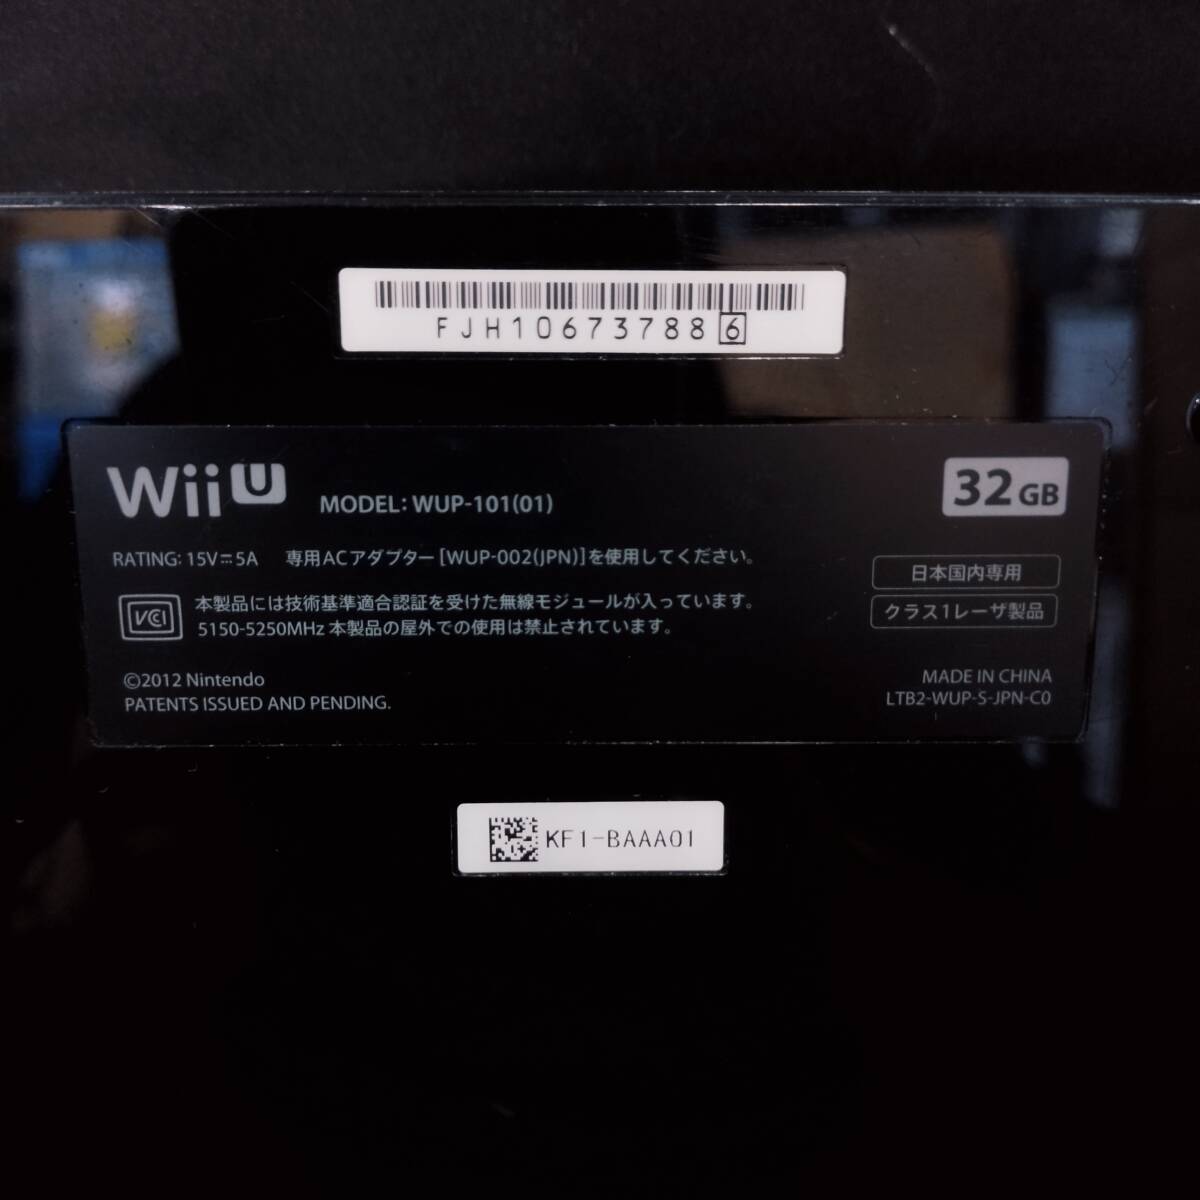 FJH106737886
Wii U MODEL: WUP-101(01)
32GB
RATING: 15V⎓5A 専用ACアダプター[WUP-002(JPN)]を使用してください。
日本国内専用
VCI 本製品には技術基準適合認証を受けた無線モジュールが入っています。
5150-5250MHz 本製品の屋外での使用は禁止されています。
クラス1レーザ製品
©2012 Nintendo
PATENTS ISSUED AND PENDING.
MADE IN CHINA
LTB2-WUP-S-JPN-C0
KF1-BAAA01